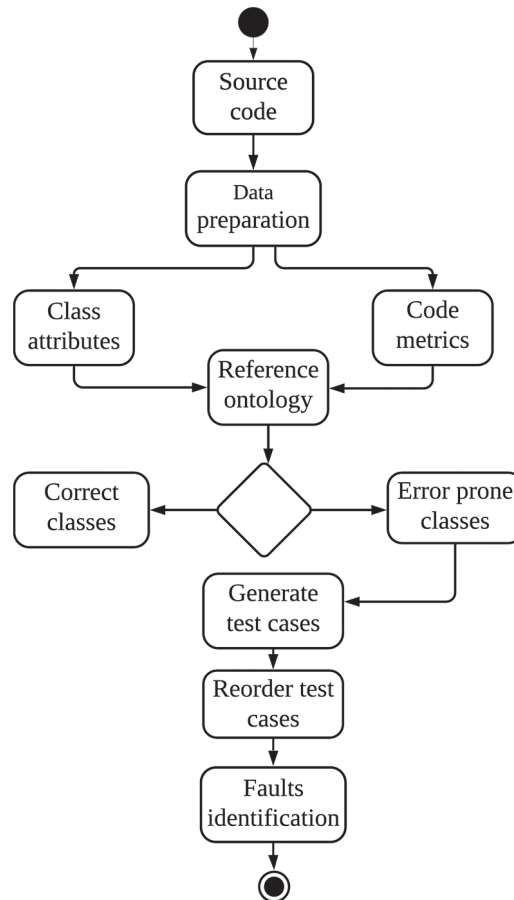 Source
code
Data
preparation
Class
attributes
Code
metrics
Reference
ontology
Correct
classes
Error prone
classes
Generate
test cases
Reorder test
cases
Faults
identification